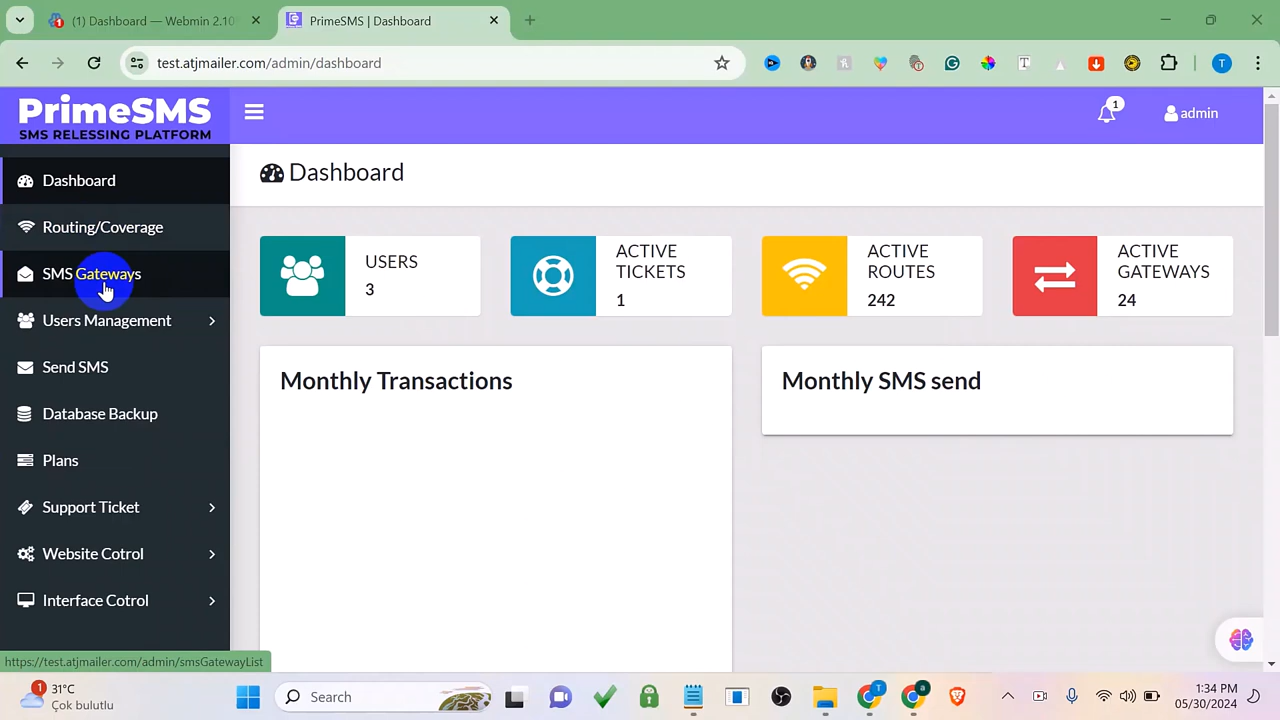 (1) Dashboard — Webmin 2.10
PrimeSMS | Dashboard
test.atjmailer.com/admin/dashboard
PrimeSMS
SMS RELESSING PLATFORM
1
admin
Dashboard
Dashboard
Routing/Coverage
SMS Gateways
Users Management
Send SMS
Database Backup
Plans
Support Ticket
Website Cotrol
Interface Cotrol
USERS
3
ACTIVE
TICKETS
1
ACTIVE
ROUTES
242
ACTIVE
GATEWAYS
24
Monthly Transactions
Monthly SMS send
https://test.atjmailer.com/admin/smsGatewayList
1
31°C
Çok bulutlu
Search
1:34 PM
05/30/2024